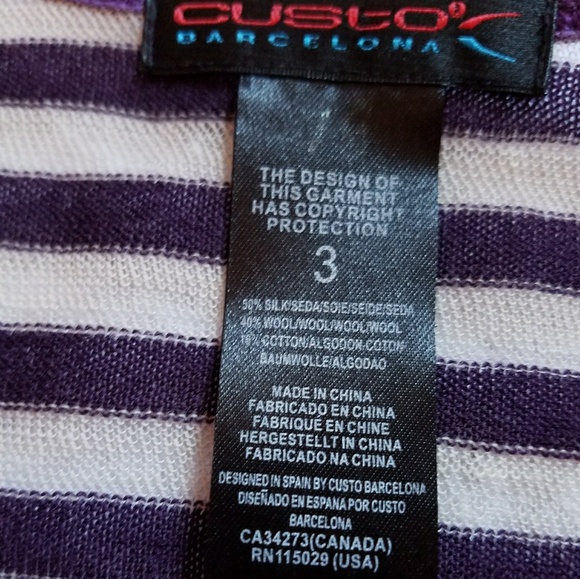 custo
BARCELONA
THE DESIGN OF
THIS GARMENT
HAS COPYRIGHT
PROTECTION
3
50% SILK/SEDA/SOIE/SEIDE/SEDA
40% WOOL/WOOL/WOOL/WOOL
10% COTTON/ALGODON-COTTON
BAUMWOLLE/ALGODAO
MADE IN CHINA
FABRICADO EN CHINA
FABRIQUE EN CHINE
HERGESTELLT IN CHINA
FABRICADO NA CHINA
DESIGNED IN SPAIN BY CUSTO BARCELONA
DISEÑADO EN ESPANA POR CUSTO
BARCELONA
CA34273(CANADA)
RN115029 (USA)